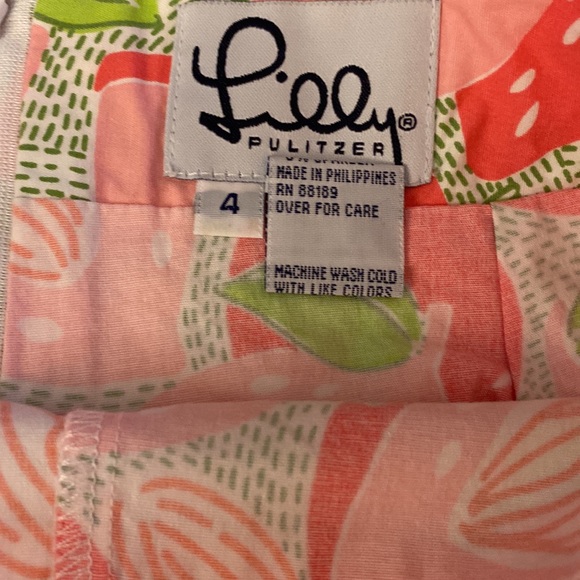 Lilly®
PULITZER
MADE IN PHILIPPINES
RN 88189
OVER FOR CARE
4
MACHINE WASH COLD
WITH LIKE COLORS